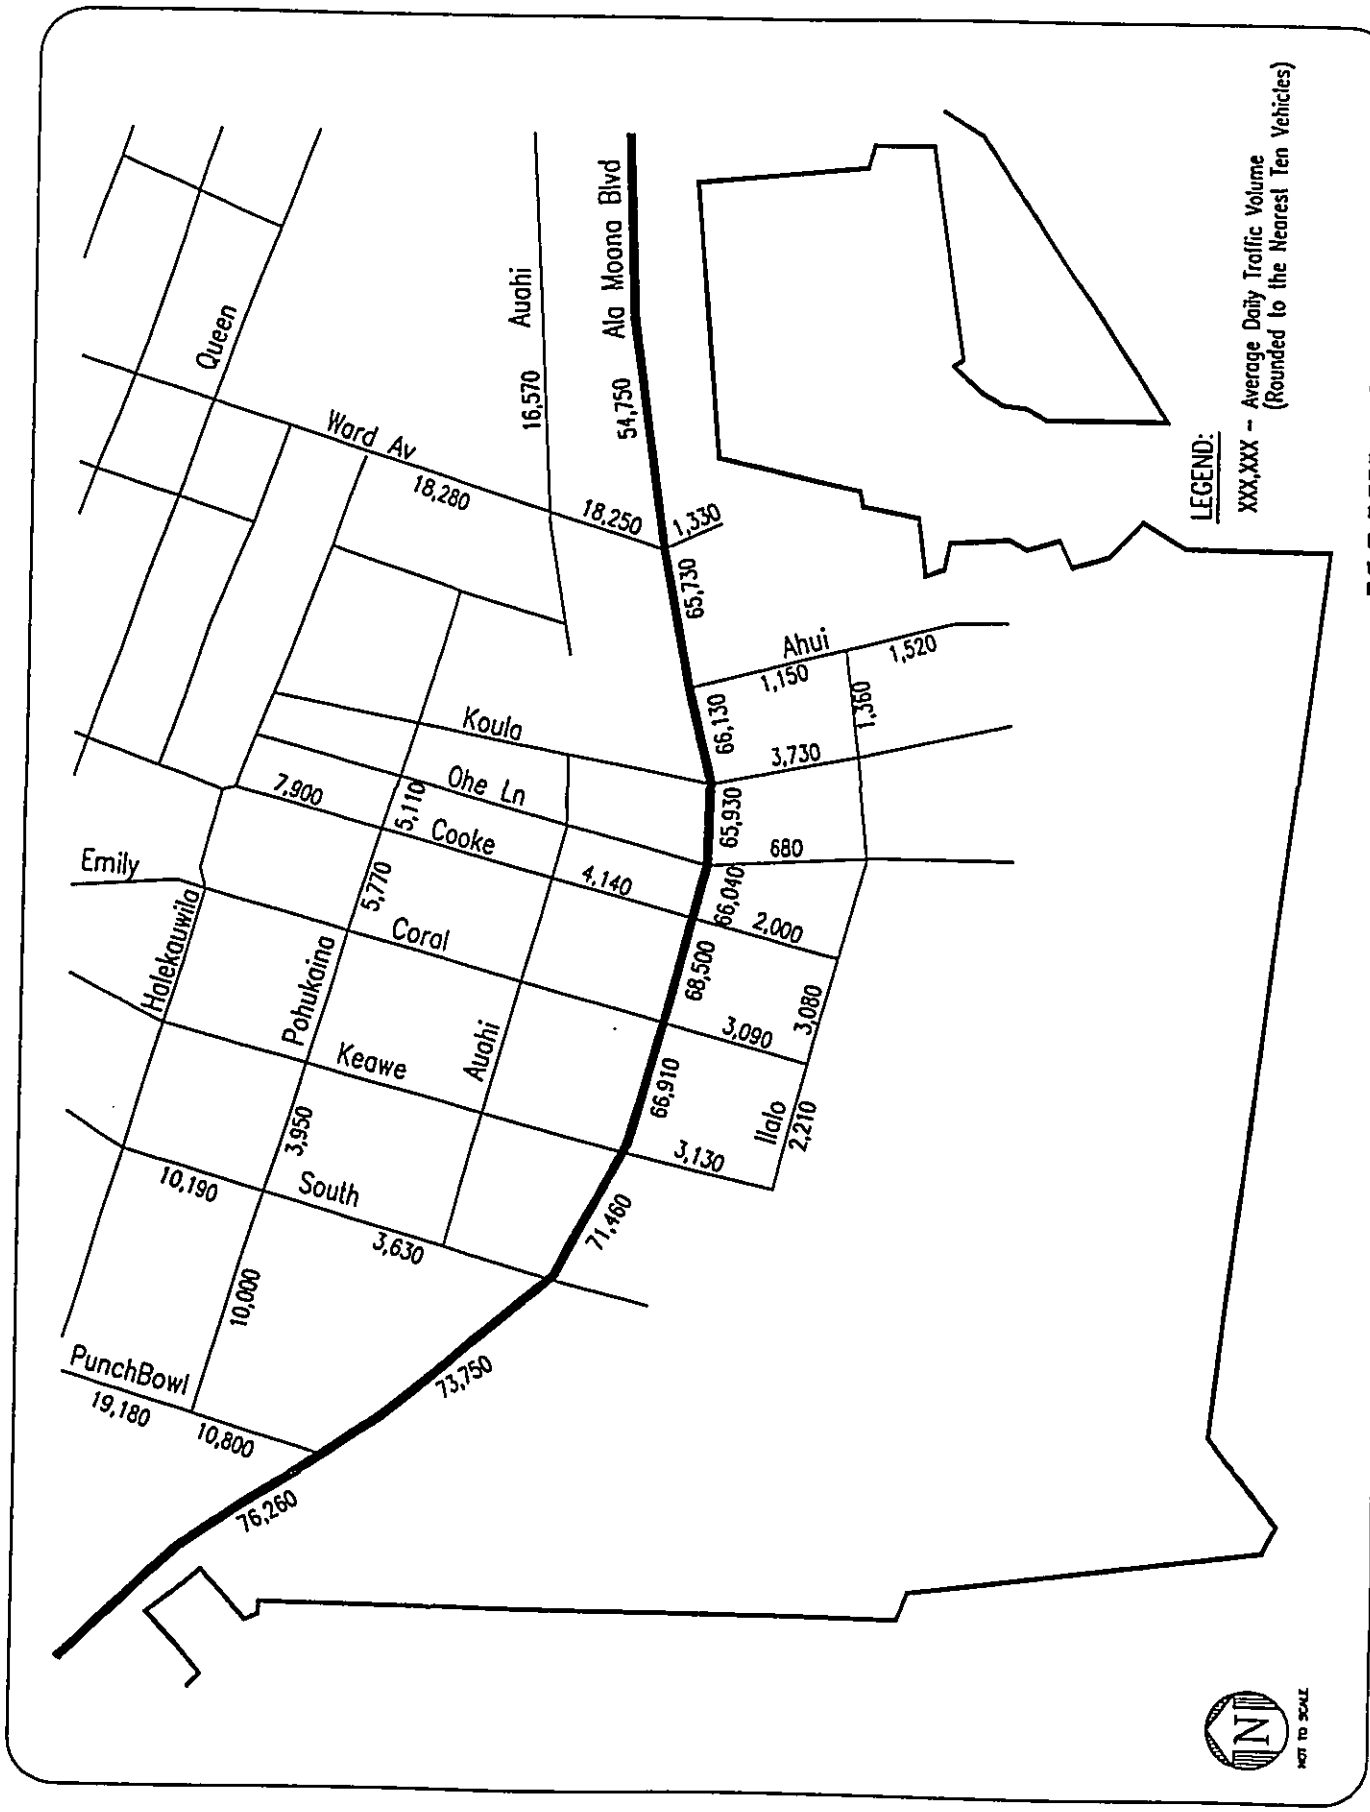 Queen
Ward Av
18,280
16,570
Auahi
54,750
Ala Moana Blvd
18,250
1,330
65,730
Ahui
1,150
1,520
1,360
66,130
Koula
3,730
Ohe Ln
7,900
5,110
Cooke
65,930
680
Emily
5,770
4,140
66,040
2,000
Halekauwila
Coral
68,500
Pohukaina
3,080
3,090
Keawe
Auahi
66,910
Ilalo
2,210
3,950
3,130
10,190
South
3,630
71,460
10,000
PunchBowl
19,180
10,800
73,750
76,260
LEGEND:
XXX,XXX - Average Daily Traffic Volume
(Rounded to the Nearest Ten Vehicles)
N
NOT TO SCALE